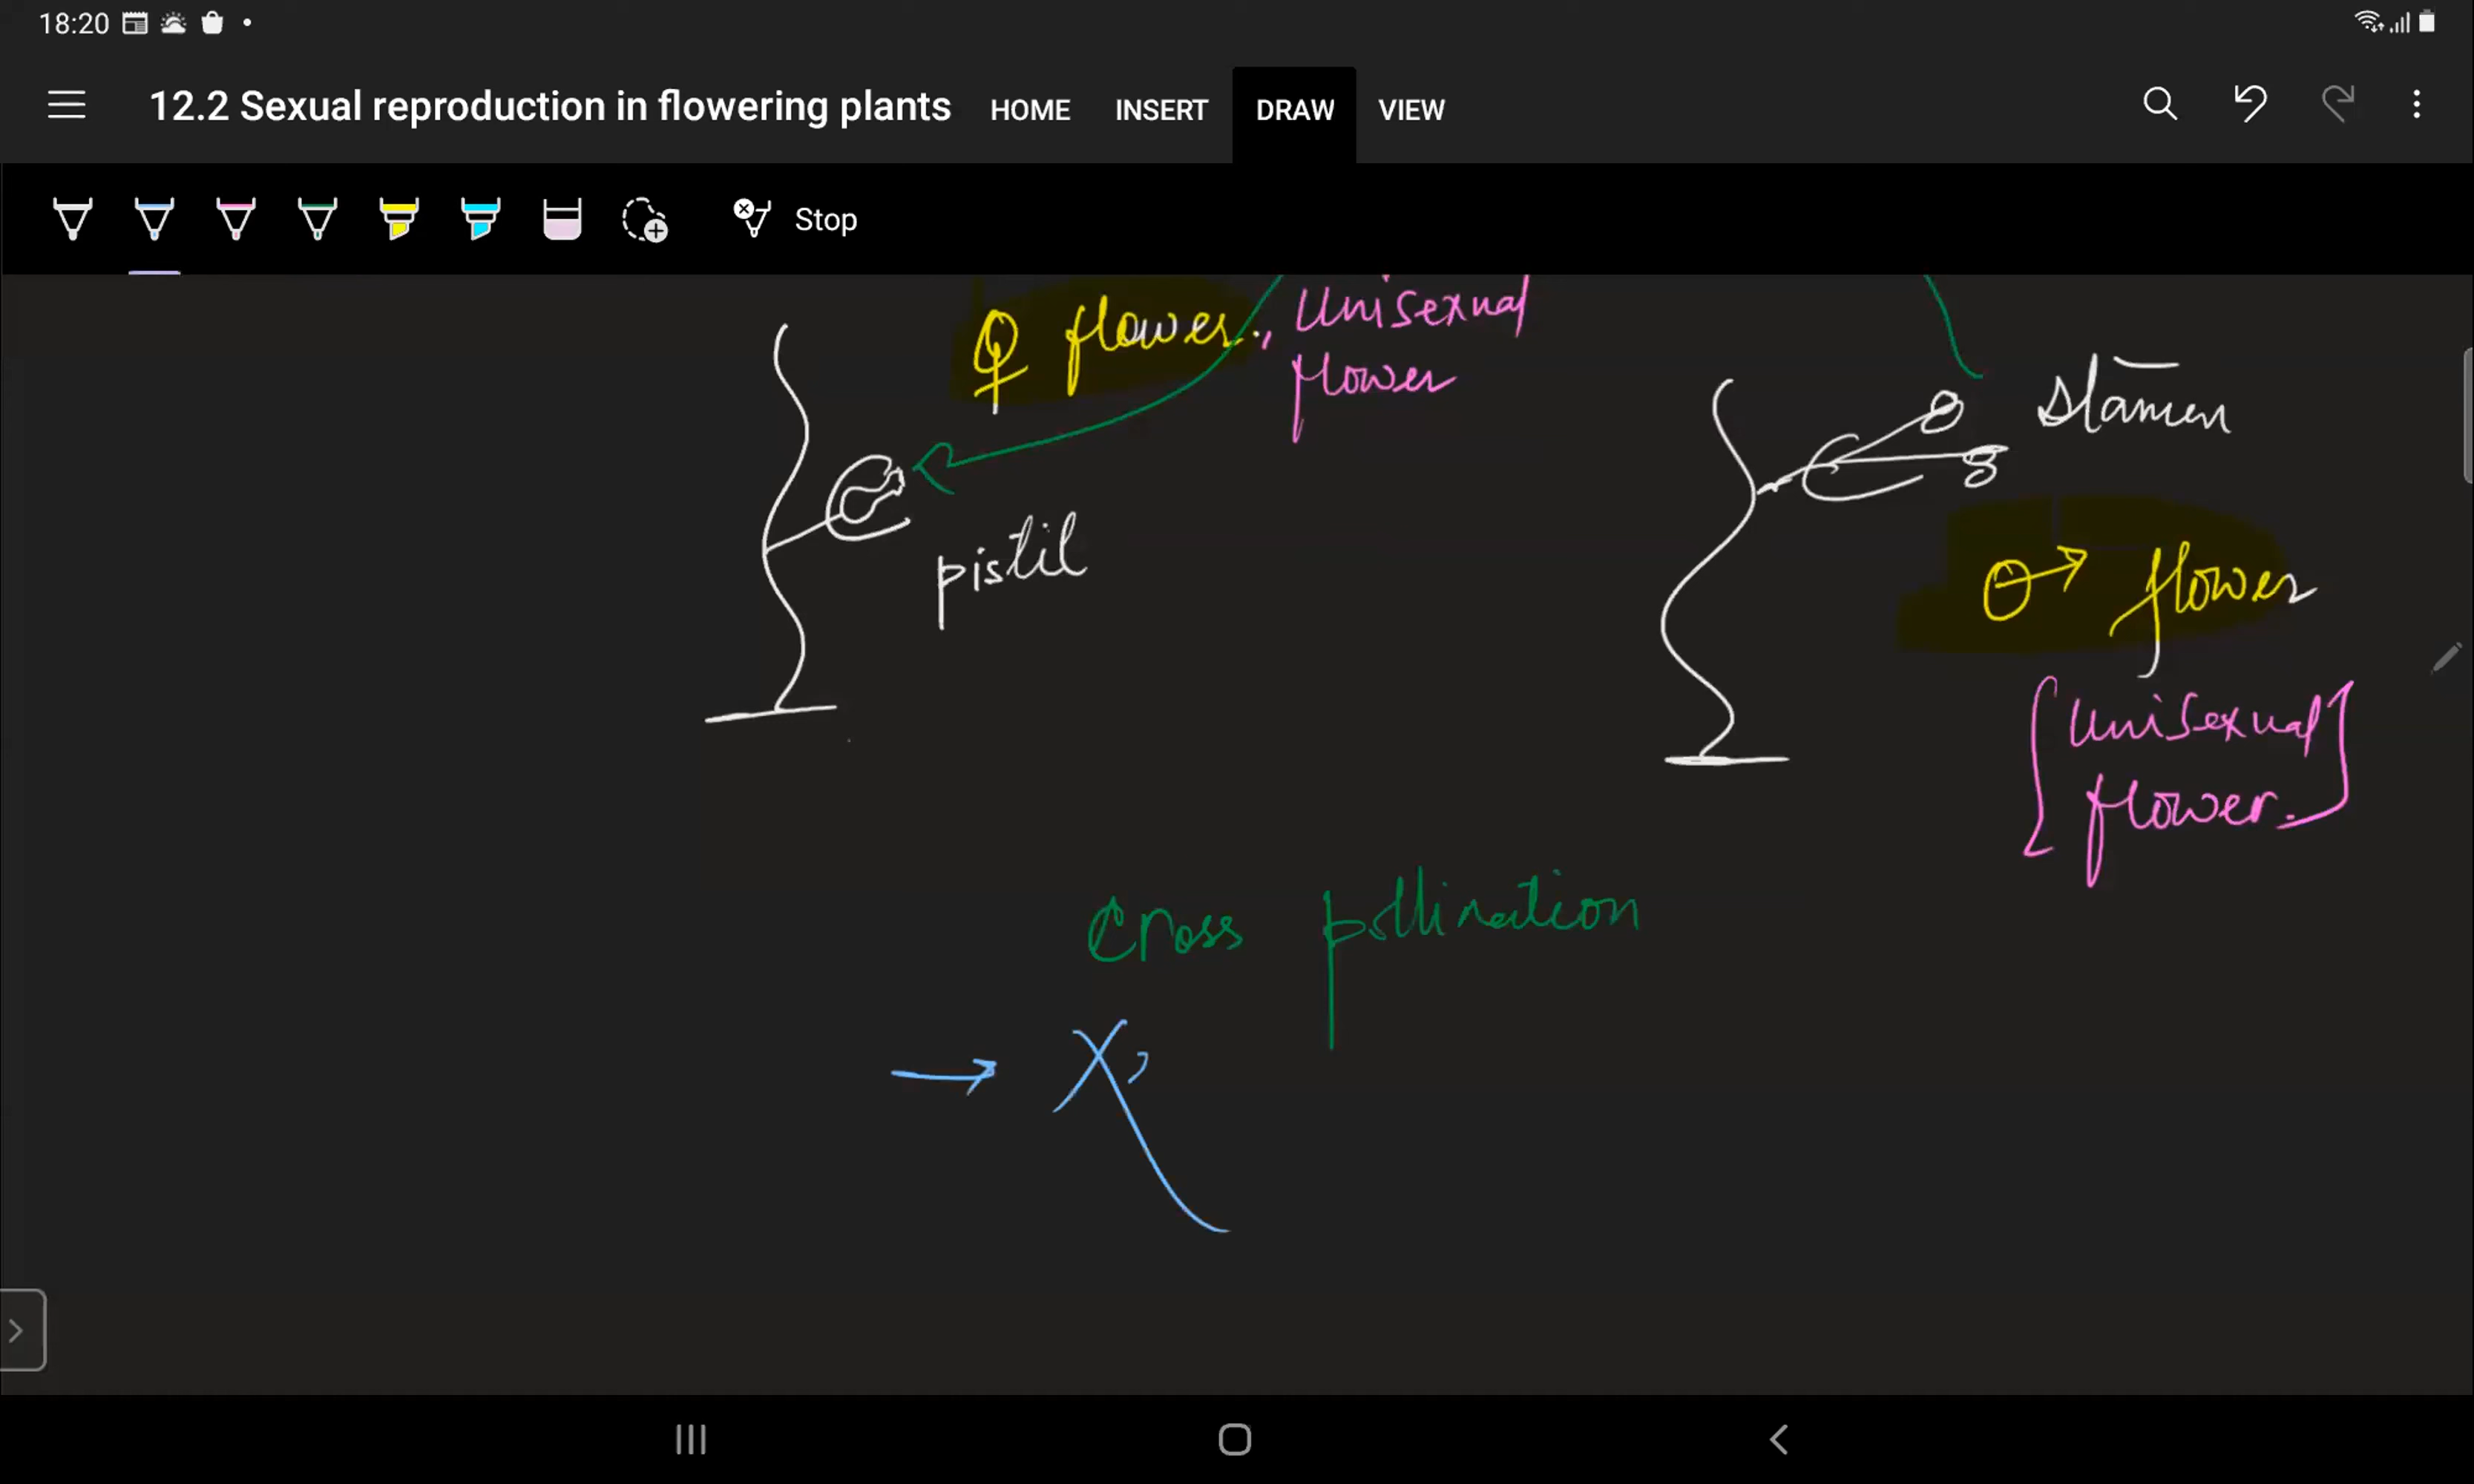 18:20
12.2 Sexual reproduction in flowering plants HOME INSERT DRAW VIEW
Stop
♀ flower., Unisexual
flower
Stamen
pistil
♂ flower
[Unisexual
flower.]
Cross pollination
→ X,